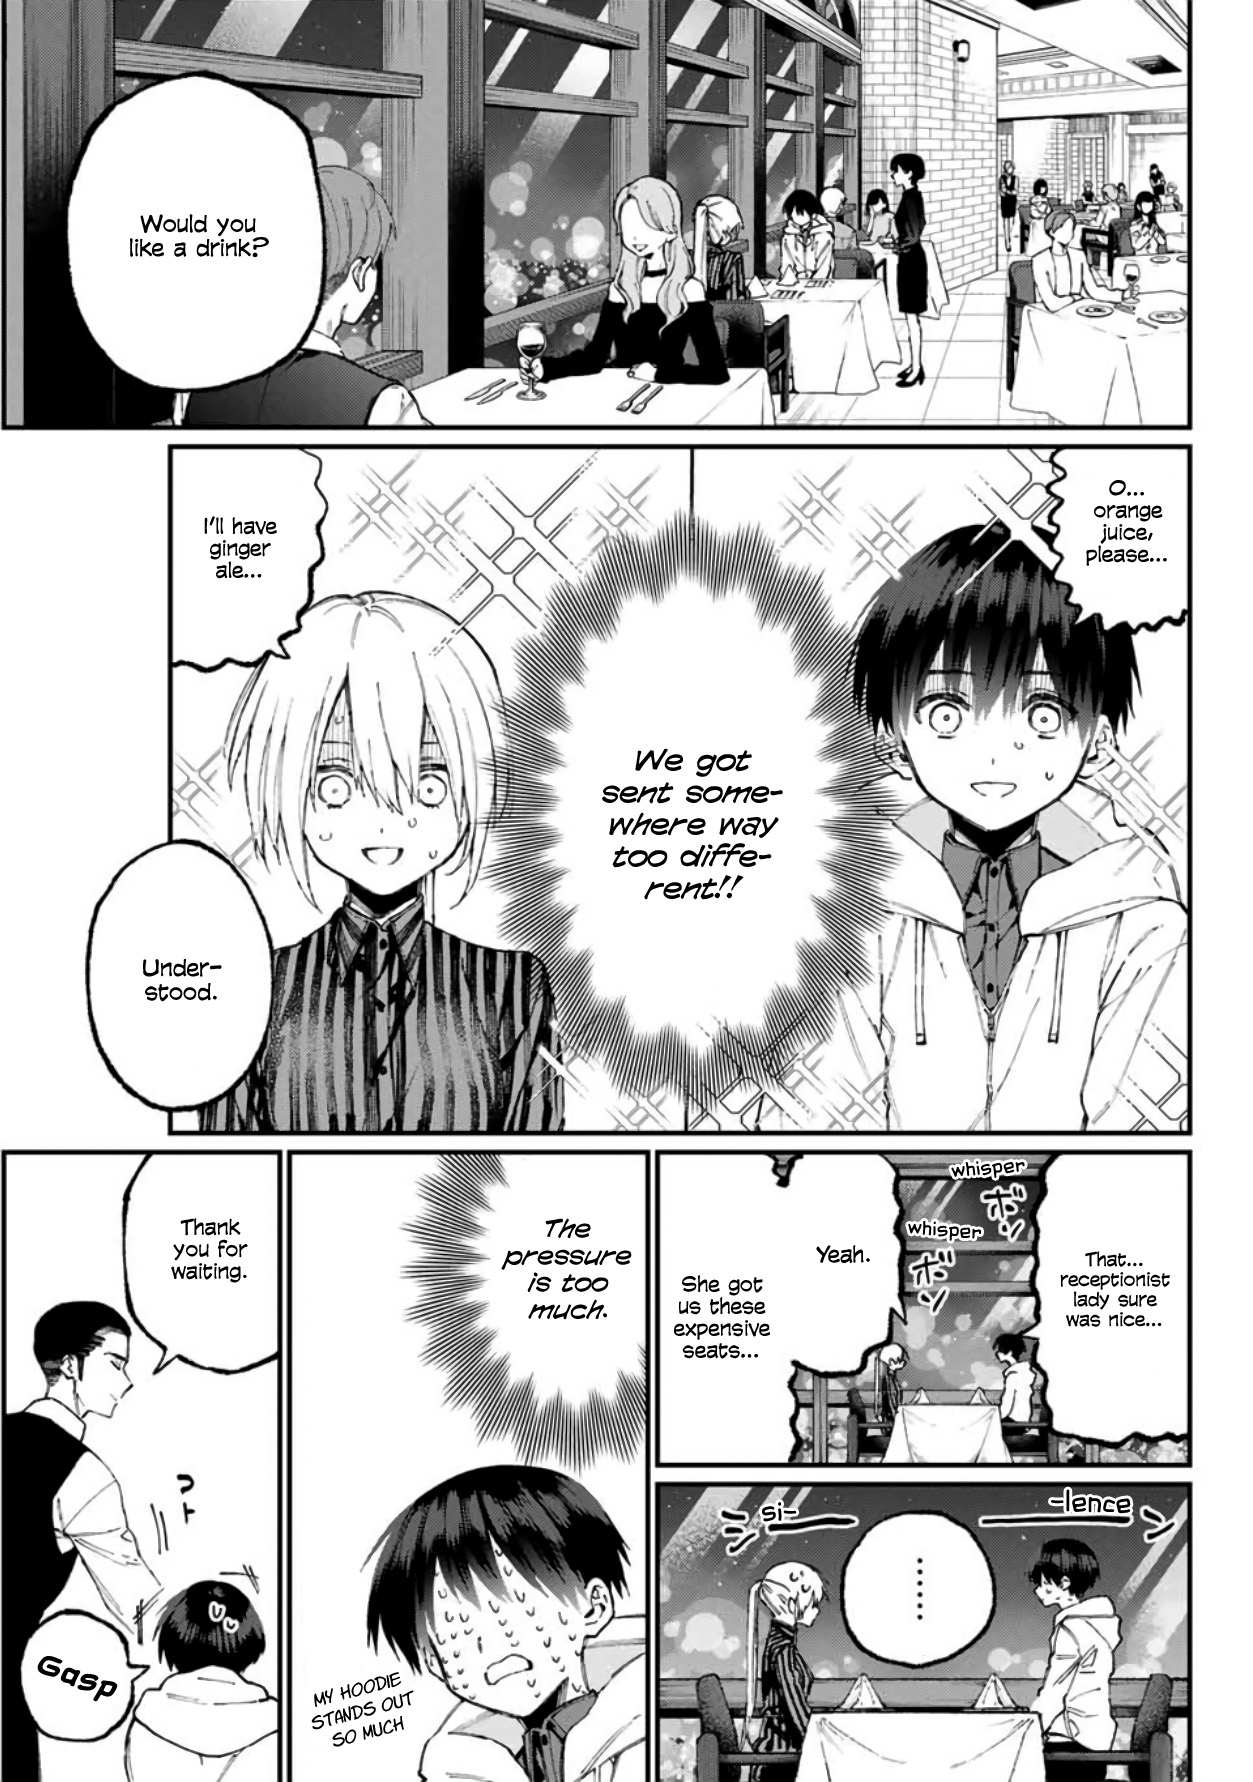 Would you
like a drink?
O...
orange
juice,
please...
I'll have
ginger
ale...
We got
sent some-
where way
too diffe-
rent!!
Under-
stood.
whisper
ボソ
whisper
ボソ
That...
receptionist
lady sure
was nice...
Yeah.
She got
us these
expensive
seats...
si-
-lence
シ
ン
......
The
pressure
is too
much.
MY HOODIE
STANDS OUT
SO MUCH
Thank
you for
waiting.
コト
Gasp